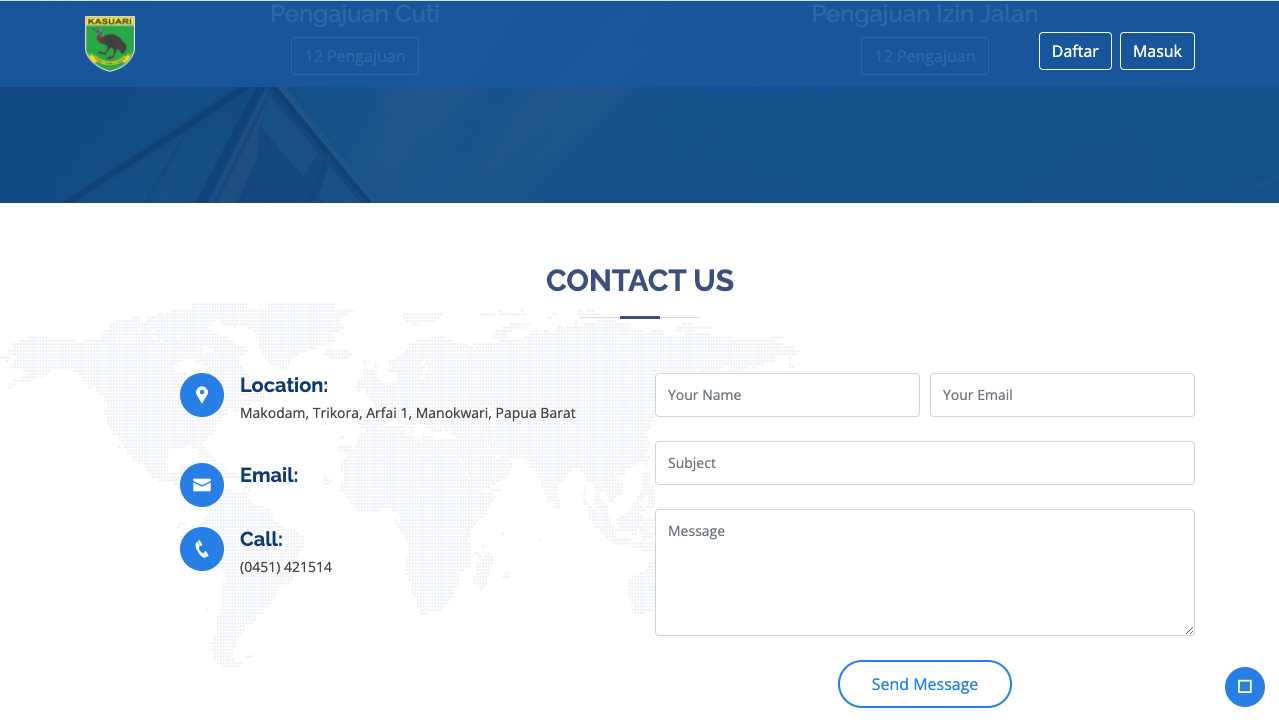 Pengajuan Cuti
Pengajuan Izin Jalan
KASUARI
12 Pengajuan
12 Pengajuan
Daftar
Masuk
CONTACT US
Location:
Makodam, Trikora, Arfai 1, Manokwari, Papua Barat
Email:
Call:
(0451) 421514
Your Name
Your Email
Subject
Message
Send Message